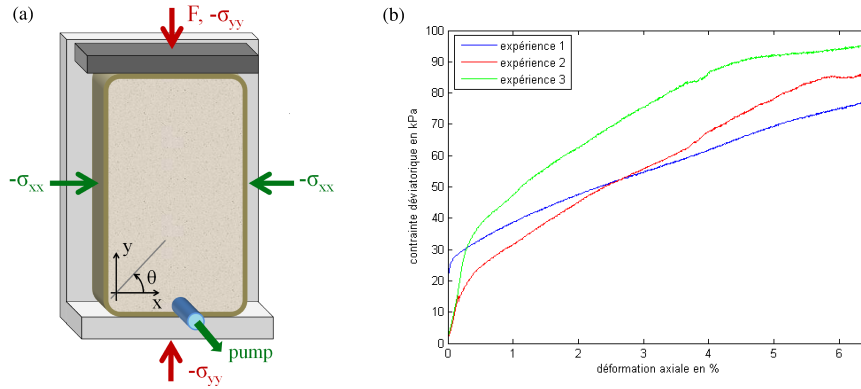 (a)
F, -σyy
-σxx
-σxx
y
θ
x
pump
-σyy
(b)
expérience 1
expérience 2
expérience 3
contrainte déviatorique en kPa
100
90
80
70
60
50
40
30
20
10
0
0 1 2 3 4 5 6
déformation axiale en %